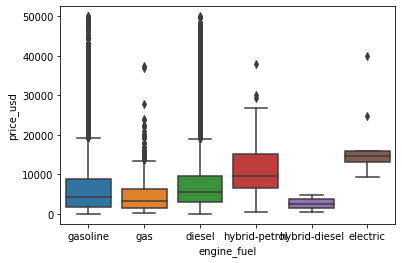 50000
40000
30000
20000
10000
0
price_usd
gasoline gas diesel hybrid-petrol hybrid-diesel electric
engine_fuel